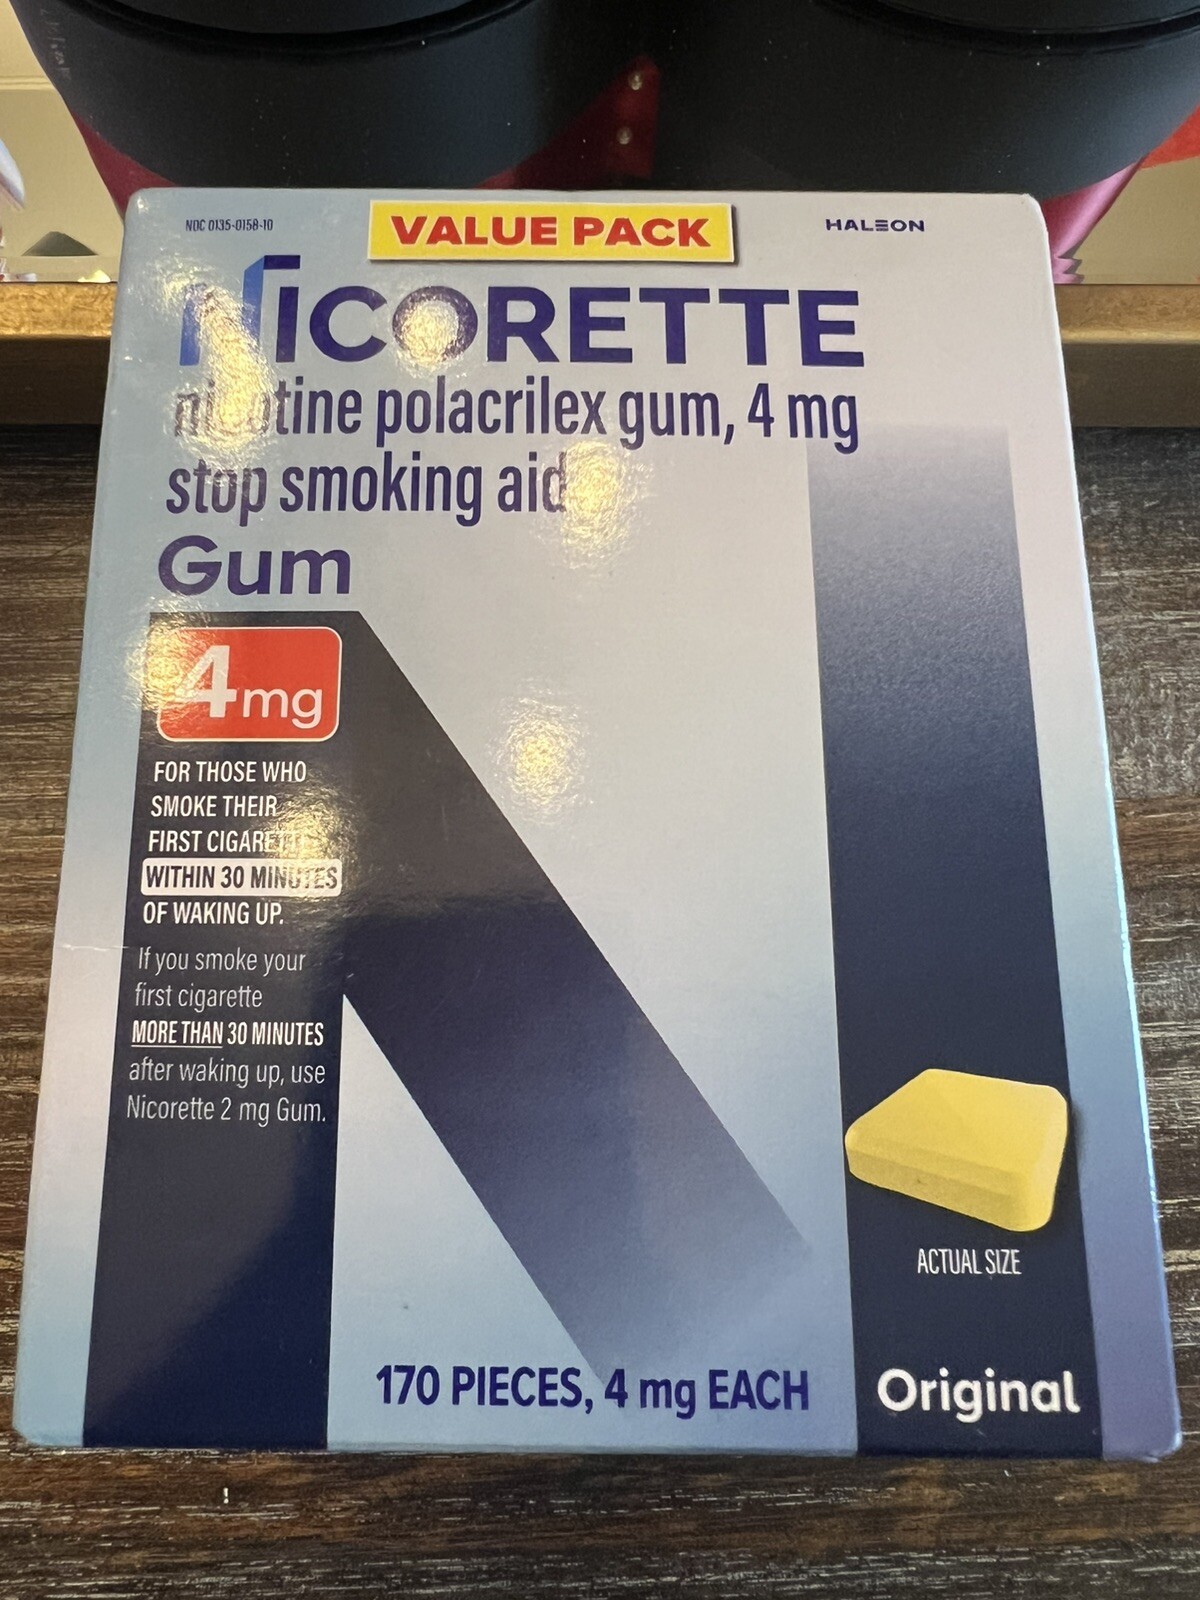 NDC 0135-0158-10
VALUE PACK
HALEON
NICORETTE
nicotine polacrilex gum, 4 mg
stop smoking aid
Gum
4mg
FOR THOSE WHO
SMOKE THEIR
FIRST CIGARETTE
WITHIN 30 MINUTES
OF WAKING UP.
If you smoke your
first cigarette
MORE THAN 30 MINUTES
after waking up, use
Nicorette 2 mg Gum.
ACTUAL SIZE
170 PIECES, 4 mg EACH
Original